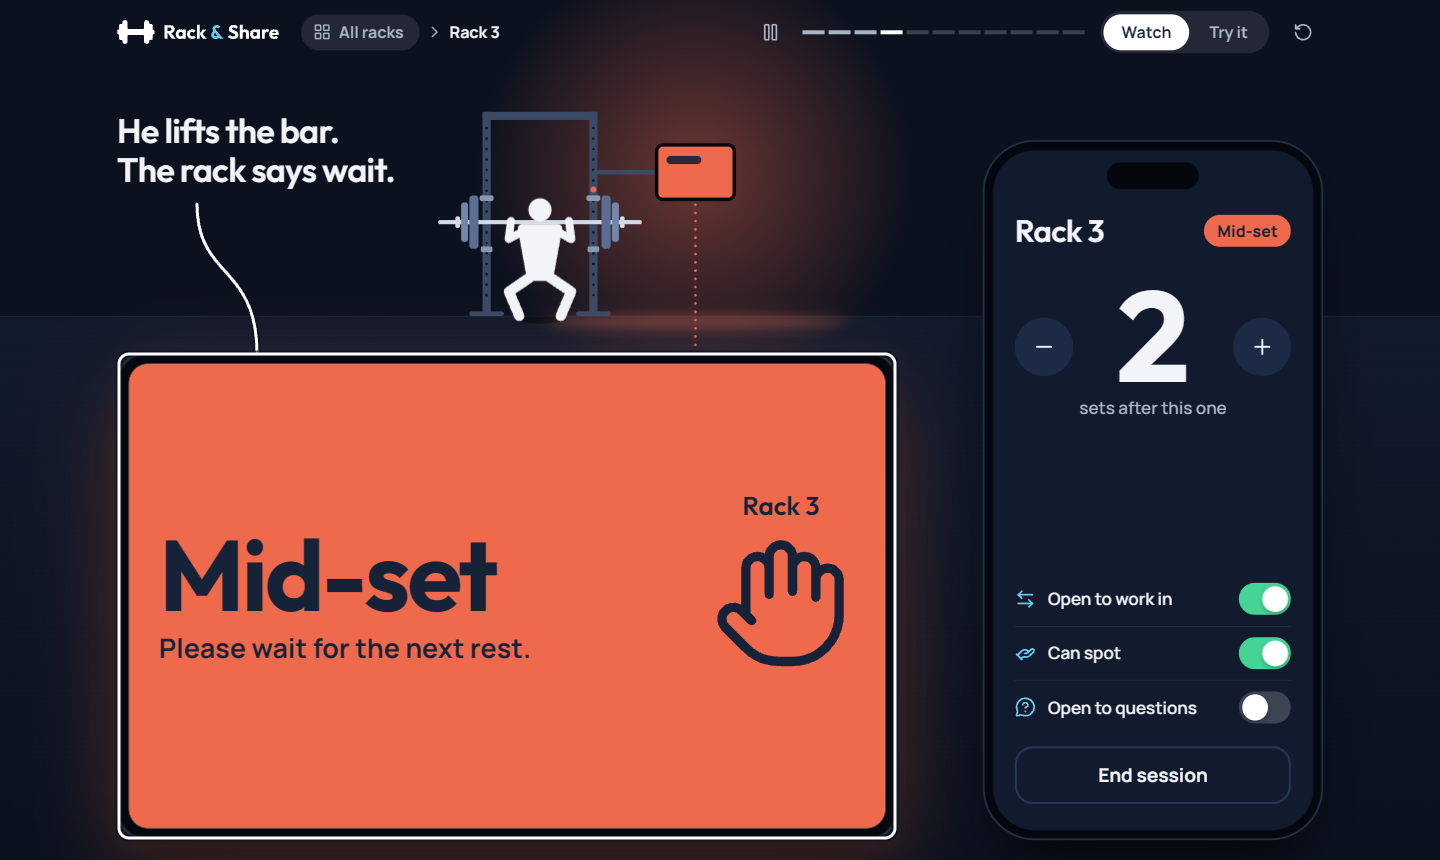 Rack & Share
All racks
Rack 3
Watch
Try it
He lifts the bar.
The rack says wait.
Rack 3
Mid-set
Please wait for the next rest.
Rack 3
Mid-set
2
sets after this one
Open to work in
Can spot
Open to questions
End session